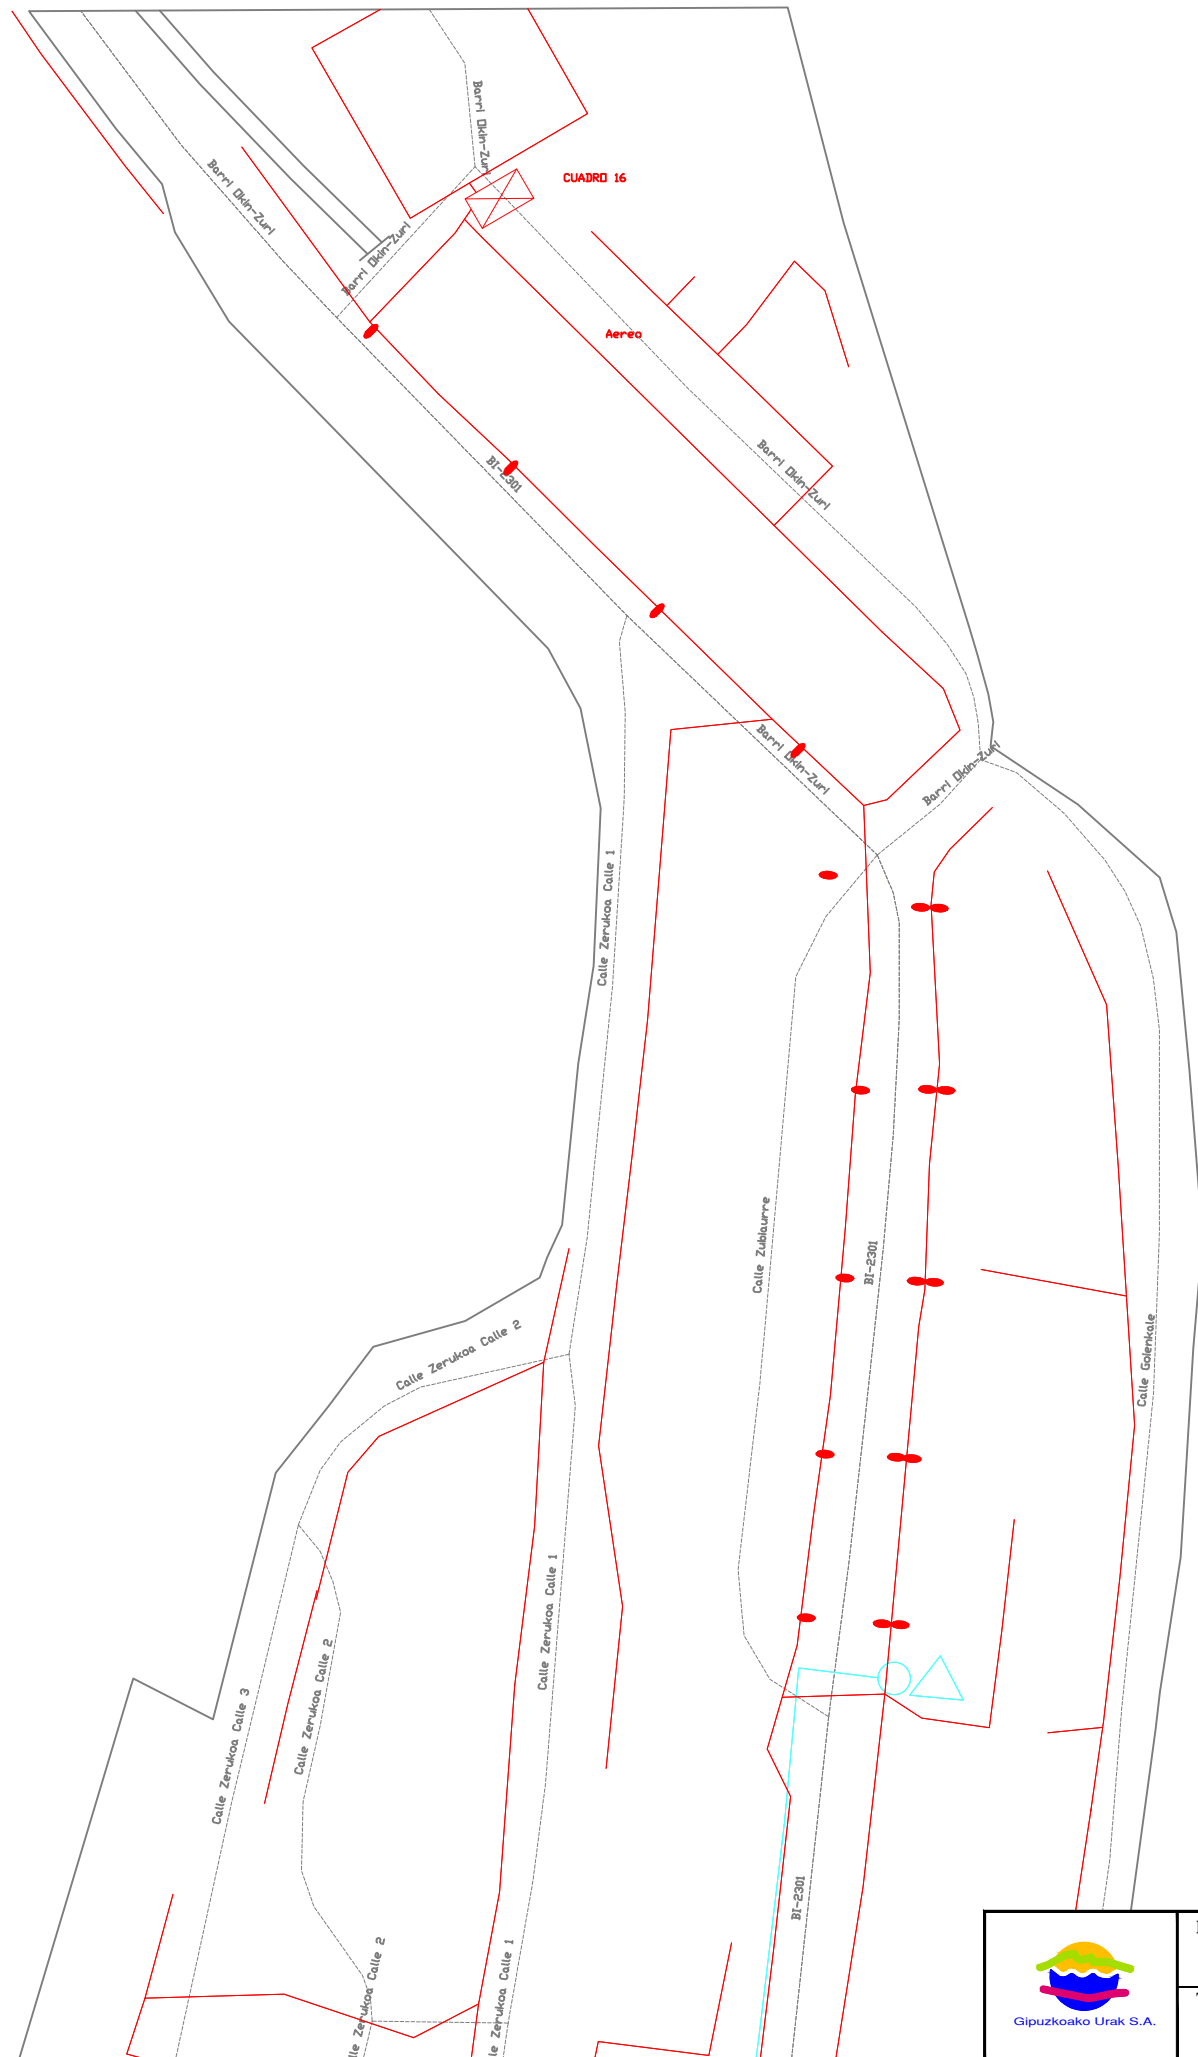 Barri Okin-Zuri
Barri Okin-Zuri
CUADRO 16
Barri Okin-Zuri
Aereo
BI-2301
Barri Okin-Zuri
Barri Okin-Zuri
Barri Okin-Zuri
Calle Zerukoa Calle 1
Calle Zubiaurre
BI-2301
Calle Zerukoa Calle 2
Calle Goienkale
Calle Zerukoa Calle 1
Calle Zerukoa Calle 2
Calle Zerukoa Calle 3
BI-2301
Zerukoa Calle 2
Zerukoa Calle 1
Gipuzkoako Urak S.A.